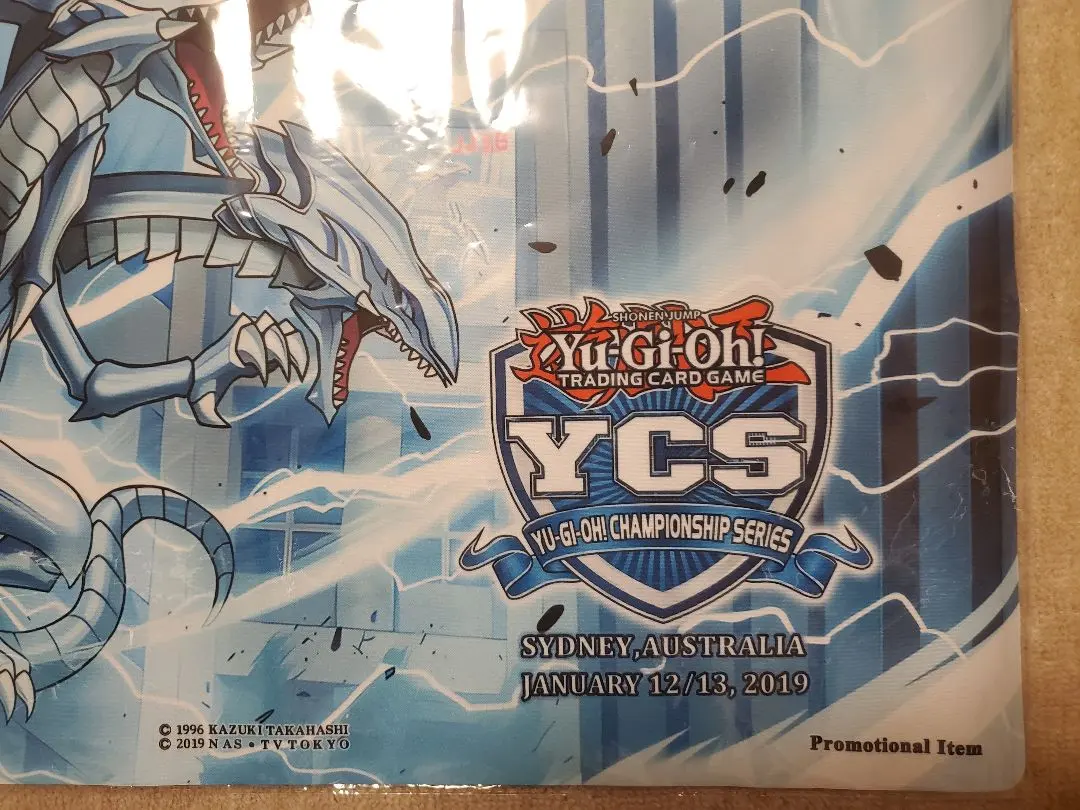 SHONEN JUMP
Yu-Gi-Oh!
TRADING CARD GAME
YCS
YU-GI-OH! CHAMPIONSHIP SERIES
SYDNEY, AUSTRALIA
JANUARY 12/13, 2019
© 1996 KAZUKI TAKAHASHI
© 2019 NAS • TV TOKYO
Promotional Item